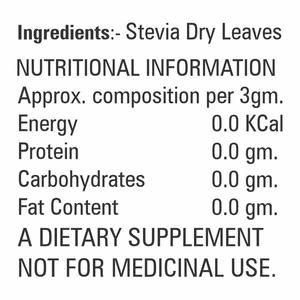 Ingredients:- Stevia Dry Leaves
NUTRITIONAL INFORMATION
Approx. composition per 3gm.
Energy 0.0 KCal
Protein 0.0 gm.
Carbohydrates 0.0 gm.
Fat Content 0.0 gm.
A DIETARY SUPPLEMENT
NOT FOR MEDICINAL USE.